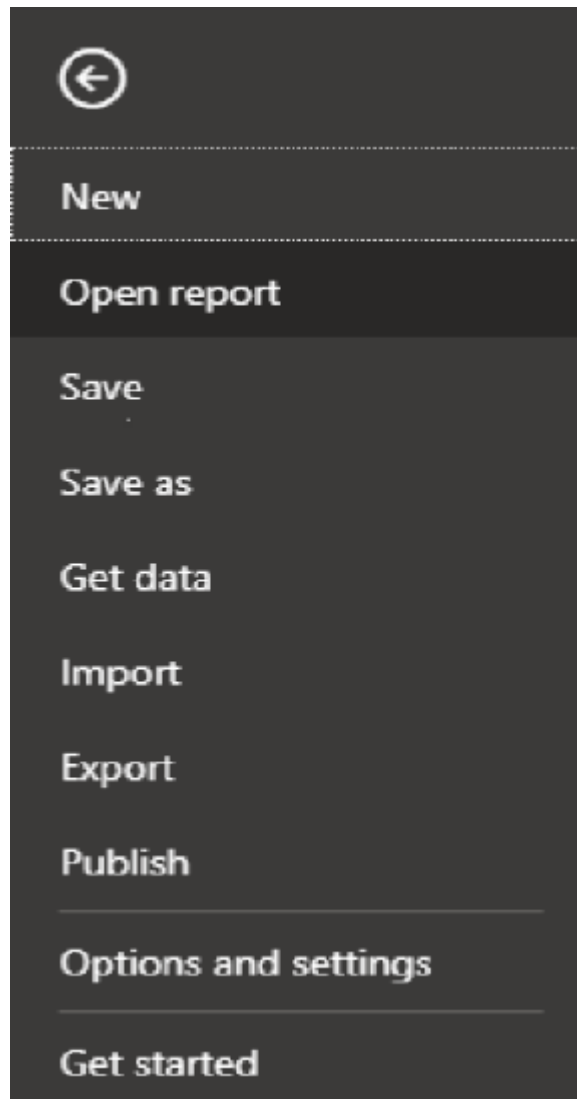 New
Open report
Save
Save as
Get data
Import
Export
Publish
Options and settings
Get started